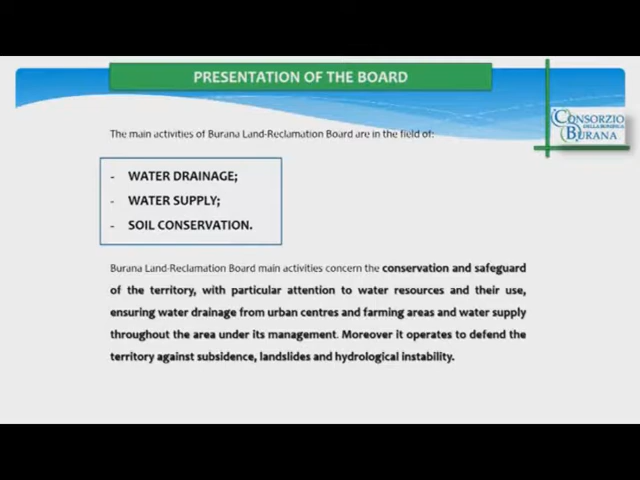 PRESENTATION OF THE BOARD
CONSORZIO
DELLA BONIFICA
BURANA
The main activities of Burana Land-Reclamation Board are in the field of:
- WATER DRAINAGE;
- WATER SUPPLY;
- SOIL CONSERVATION.
Burana Land-Reclamation Board main activities concern the conservation and safeguard
of the territory, with particular attention to water resources and their use,
ensuring water drainage from urban centres and farming areas and water supply
throughout the area under its management. Moreover it operates to defend the
territory against subsidence, landslides and hydrological instability.